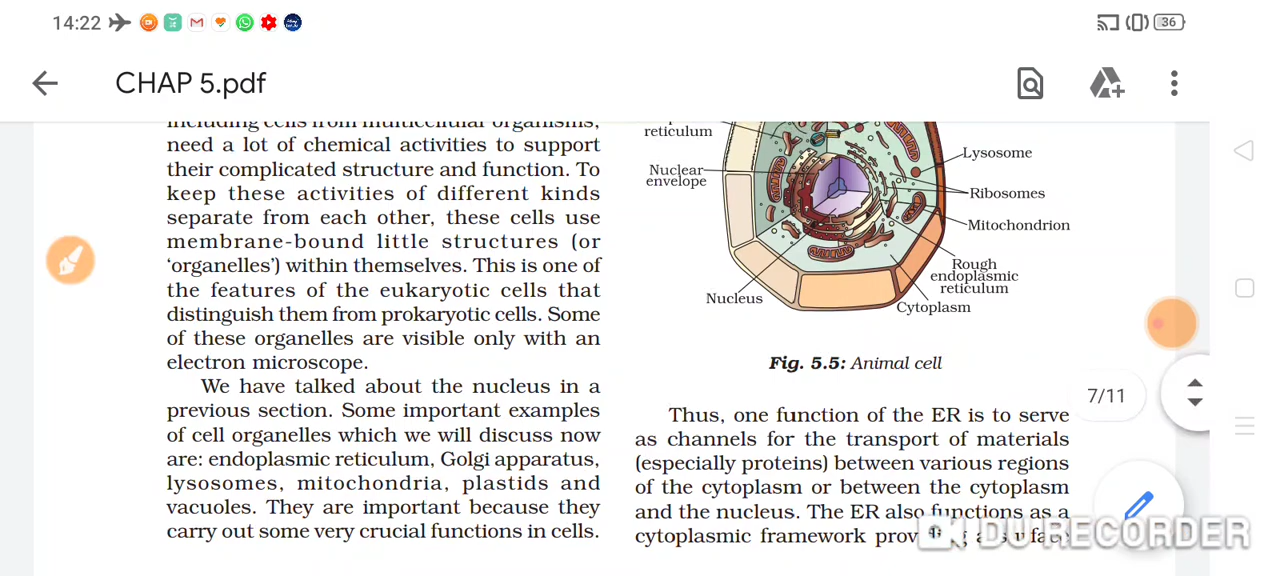 14:22
36
CHAP 5.pdf
including cells from multicellular organisms,
need a lot of chemical activities to support
their complicated structure and function. To
keep these activities of different kinds
separate from each other, these cells use
membrane-bound little structures (or
‘organelles’) within themselves. This is one of
the features of the eukaryotic cells that
distinguish them from prokaryotic cells. Some
of these organelles are visible only with an
electron microscope.
We have talked about the nucleus in a
previous section. Some important examples
of cell organelles which we will discuss now
are: endoplasmic reticulum, Golgi apparatus,
lysosomes, mitochondria, plastids and
vacuoles. They are important because they
carry out some very crucial functions in cells.
reticulum
Nuclear
envelope
Nucleus
Lysosome
Ribosomes
Mitochondrion
Rough
endoplasmic
reticulum
Cytoplasm
Fig. 5.5: Animal cell
Thus, one function of the ER is to serve
as channels for the transport of materials
(especially proteins) between various regions
of the cytoplasm or between the cytoplasm
and the nucleus. The ER also functions as a
cytoplasmic framework
7/11
DU RECORDER